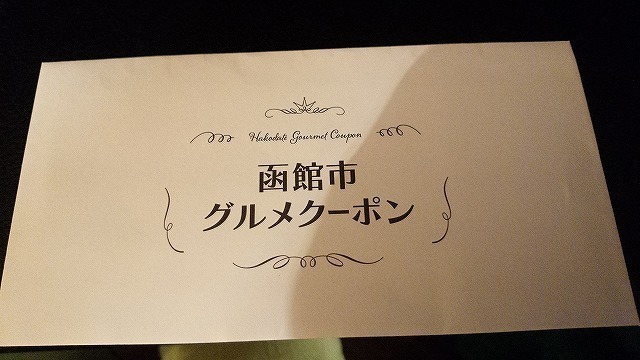 Hakodate Gourmet Coupon
函館市
グルメクーポン